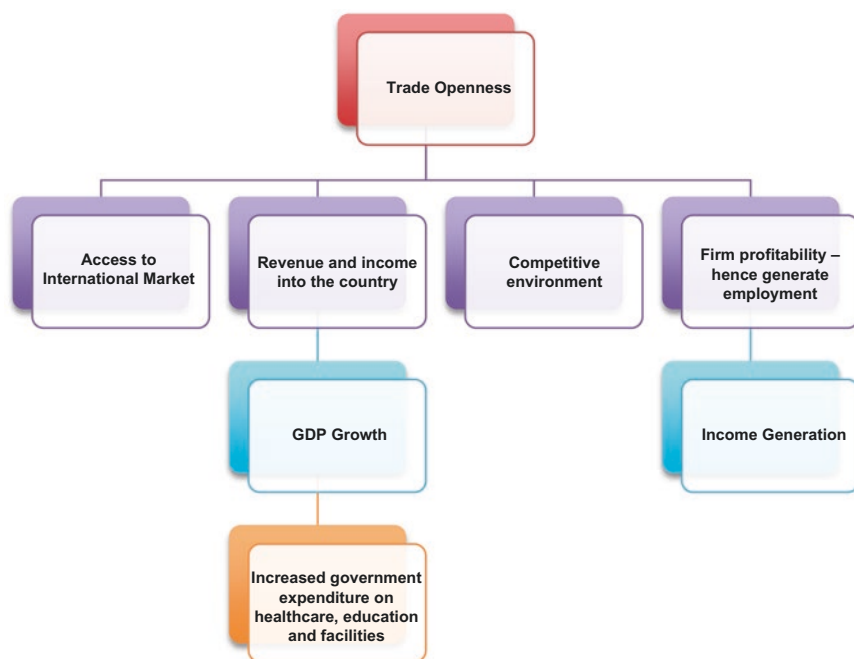 Trade Openness
Access to
International Market
Revenue and income
into the country
Competitive
environment
Firm profitability –
hence generate
employment
GDP Growth
Income Generation
Increased government
expenditure on
healthcare, education
and facilities